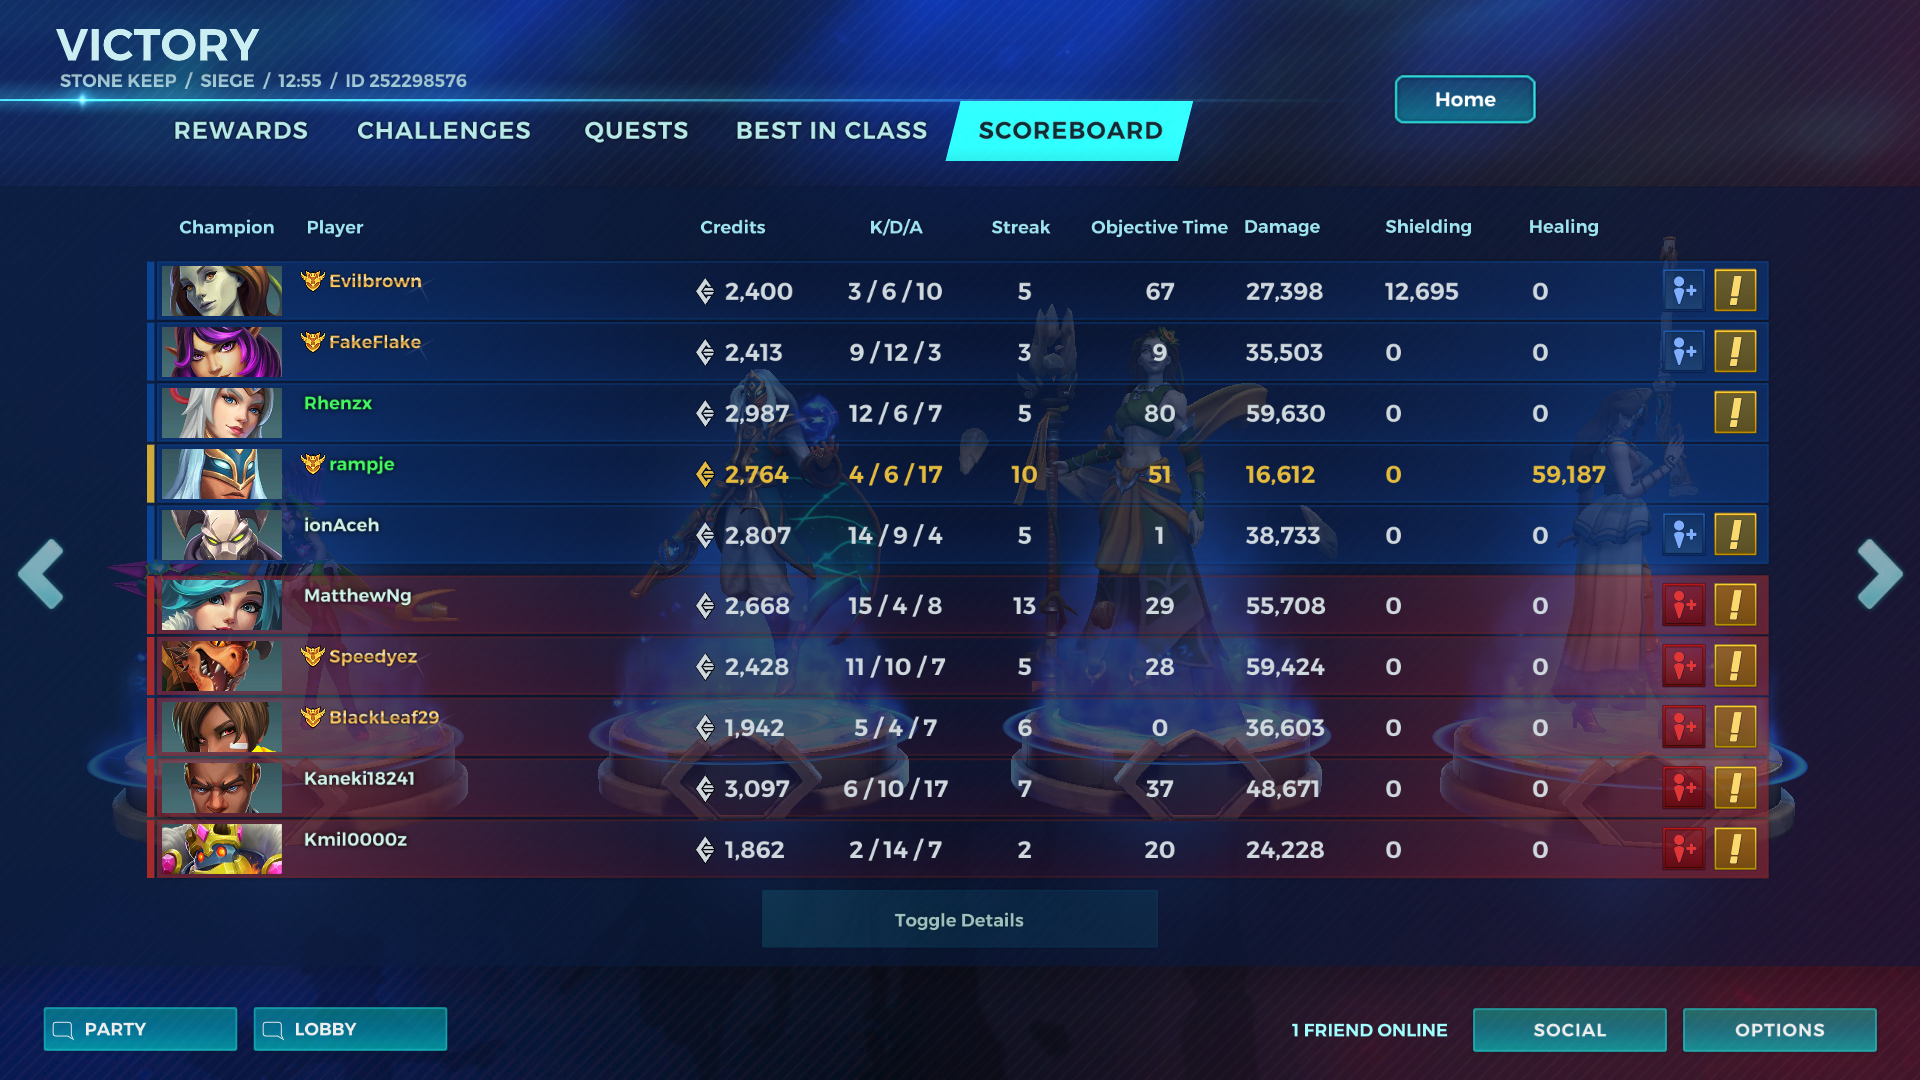 VICTORY
STONE KEEP / SIEGE / 12:55 / ID 252298576
Home
REWARDS CHALLENGES QUESTS BEST IN CLASS SCOREBOARD
Champion Player Credits K/D/A Streak Objective Time Damage Shielding Healing
Evilbrown 2,400 3 / 6 / 10 5 67 27,398 12,695 0
FakeFlake 2,413 9 / 12 / 3 3 9 35,503 0 0
Rhenzx 2,987 12 / 6 / 7 5 80 59,630 0 0
rampje 2,764 4 / 6 / 17 10 51 16,612 0 59,187
ionAceh 2,807 14 / 9 / 4 5 1 38,733 0 0
MatthewNg 2,668 15 / 4 / 8 13 29 55,708 0 0
Speedyez 2,428 11 / 10 / 7 5 28 59,424 0 0
BlackLeaf29 1,942 5 / 4 / 7 6 0 36,603 0 0
Kaneki18241 3,097 6 / 10 / 17 7 37 48,671 0 0
Kmil0000z 1,862 2 / 14 / 7 2 20 24,228 0 0
Toggle Details
PARTY LOBBY 1 FRIEND ONLINE SOCIAL OPTIONS